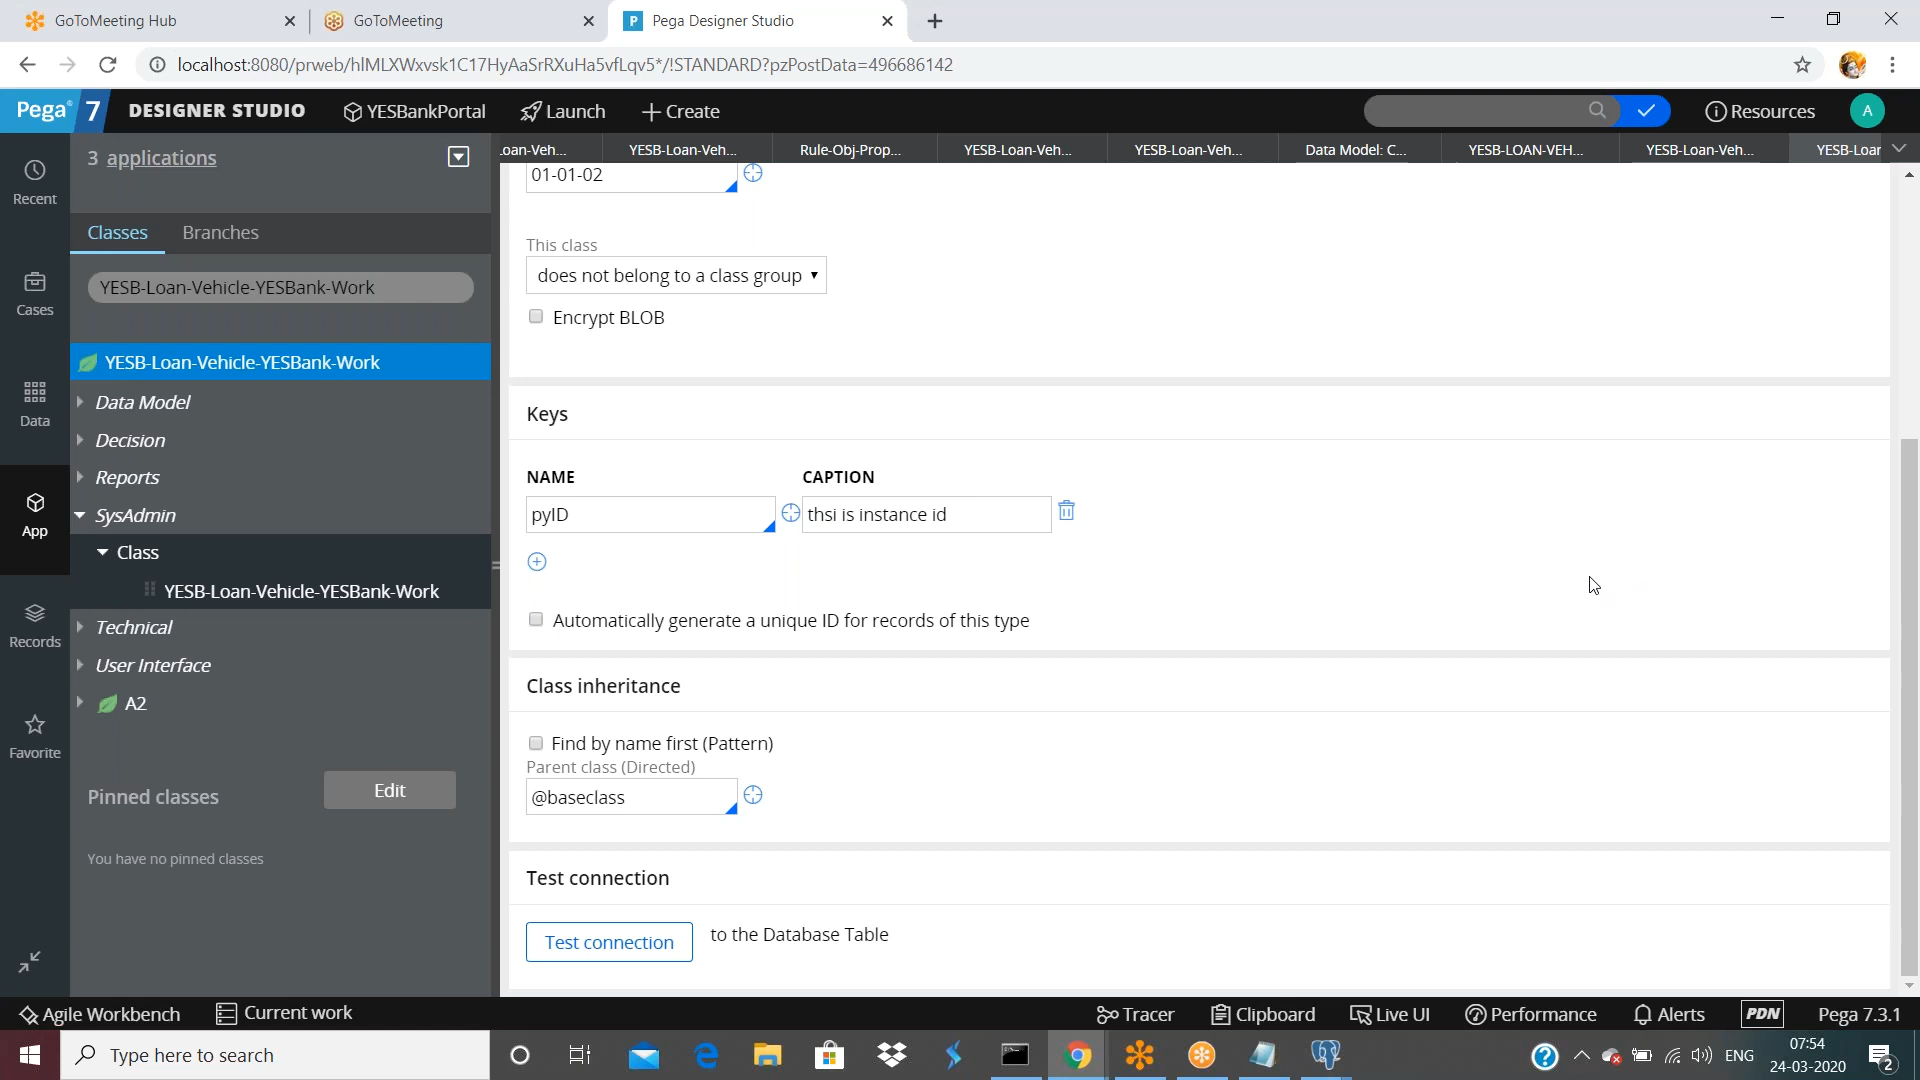 GoToMeeting Hub
GoToMeeting
Pega Designer Studio
localhost:8080/prweb/hlMLXWxvsk1C17HyAaSrRXuHa5vfLqv5*/!STANDARD?pzPostData=496686142
Pega 7 DESIGNER STUDIO YESBankPortal Launch Create Resources A
3 applications
.oan-Veh... YESB-Loan-Veh... Rule-Obj-Prop... YESB-Loan-Veh... YESB-Loan-Veh... Data Model: C... YESB-LOAN-VEH... YESB-Loan-Veh... YESB-Loan
Recent
Cases
Data
App
Records
Favorite
Classes Branches
YESB-Loan-Vehicle-YESBank-Work
YESB-Loan-Vehicle-YESBank-Work
Data Model
Decision
Reports
SysAdmin
Class
YESB-Loan-Vehicle-YESBank-Work
Technical
User Interface
A2
Pinned classes Edit
You have no pinned classes
01-01-02
This class
does not belong to a class group
Encrypt BLOB
Keys
NAME CAPTION
pyID thsi is instance id
Automatically generate a unique ID for records of this type
Class inheritance
Find by name first (Pattern)
Parent class (Directed)
@baseclass
Test connection
Test connection to the Database Table
Agile Workbench Current work Tracer Clipboard Live UI Performance Alerts PDN Pega 7.3.1
Type here to search
ENG
07:54
24-03-2020
2